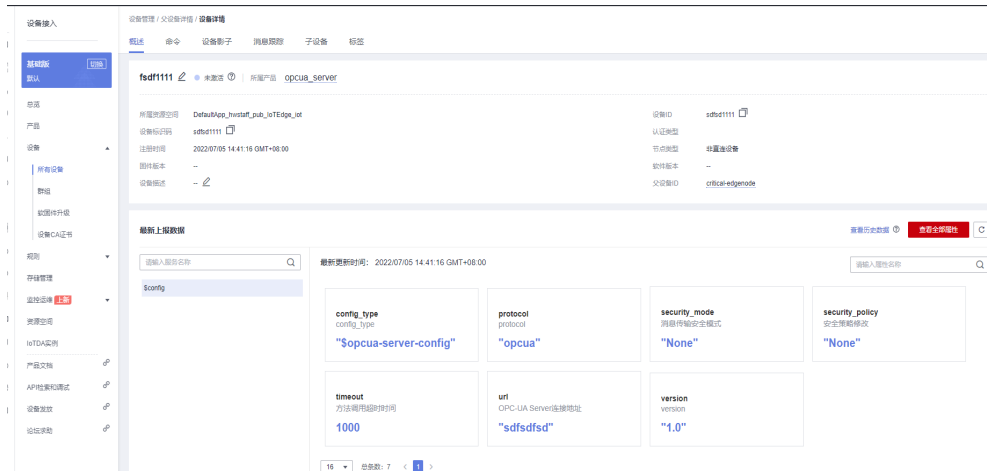 设备接入
基础版 切换
默认
总览
产品
设备
所有设备
群组
软固件升级
设备CA证书
规则
存储管理
监控运维 上新
资源空间
IoTDA实例
产品文档
API检索和调试
设备发放
论坛求助
设备管理 / 父设备详情 / 设备详情
概述 命令 设备影子 消息跟踪 子设备 标签
fsdf1111 未激活 所属产品 opcua_server
所属资源空间 DefaultApp_hwstaff_pub_IoTEdge_iot
设备标识码 sdfsd1111
注册时间 2022/07/05 14:41:16 GMT+08:00
固件版本 --
设备描述 --
设备ID sdfsd1111
认证类型
节点类型 非直连设备
软件版本 --
父设备ID critical-edgenode
最新上报数据 查看历史数据 查看全部属性
请输入服务名称
$config
最新更新时间： 2022/07/05 14:41:16 GMT+08:00 请输入属性名称
config_type
config_type
"$opcua-server-config"
protocol
protocol
"opcua"
security_mode
消息传输安全模式
"None"
security_policy
安全策略修改
"None"
timeout
方法调用超时时间
1000
url
OPC-UA Server连接地址
"sdfsdfsd"
version
version
"1.0"
16 总条数：7 < 1 >